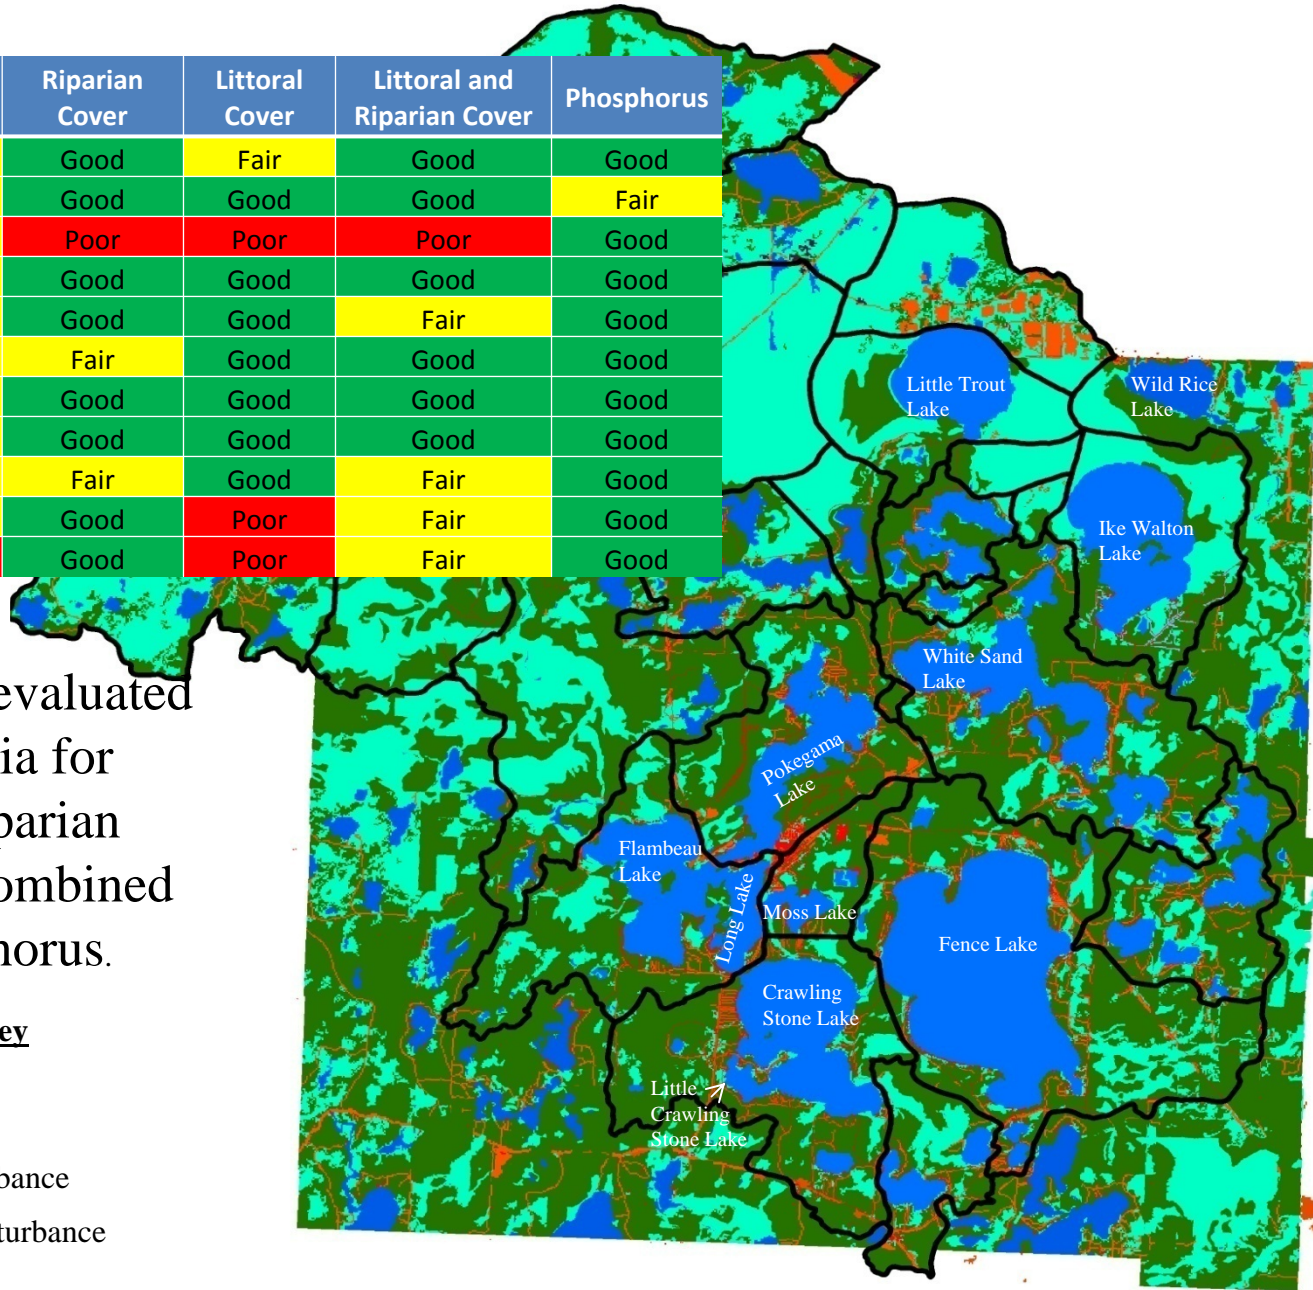 Riparian Cover Littoral Cover Littoral and Riparian Cover Phosphorus
Good Fair Good Good
Good Good Good Fair
Poor Poor Poor Good
Good Good Good Good
Good Good Fair Good
Fair Good Good Good
Good Good Good Good
Good Good Good Good
Fair Good Fair Good
Good Poor Fair Good
Good Poor Fair Good
Little Trout
Lake
Wild Rice
Lake
Ike Walton
Lake
White Sand
Lake
Pokegama
Lake
Flambeau
Lake
Long Lake
Moss Lake
Fence Lake
Crawling
Stone Lake
Little
Crawling
Stone Lake
evaluated
ia for
parian
ombined
horus.
ey
bance
turbance